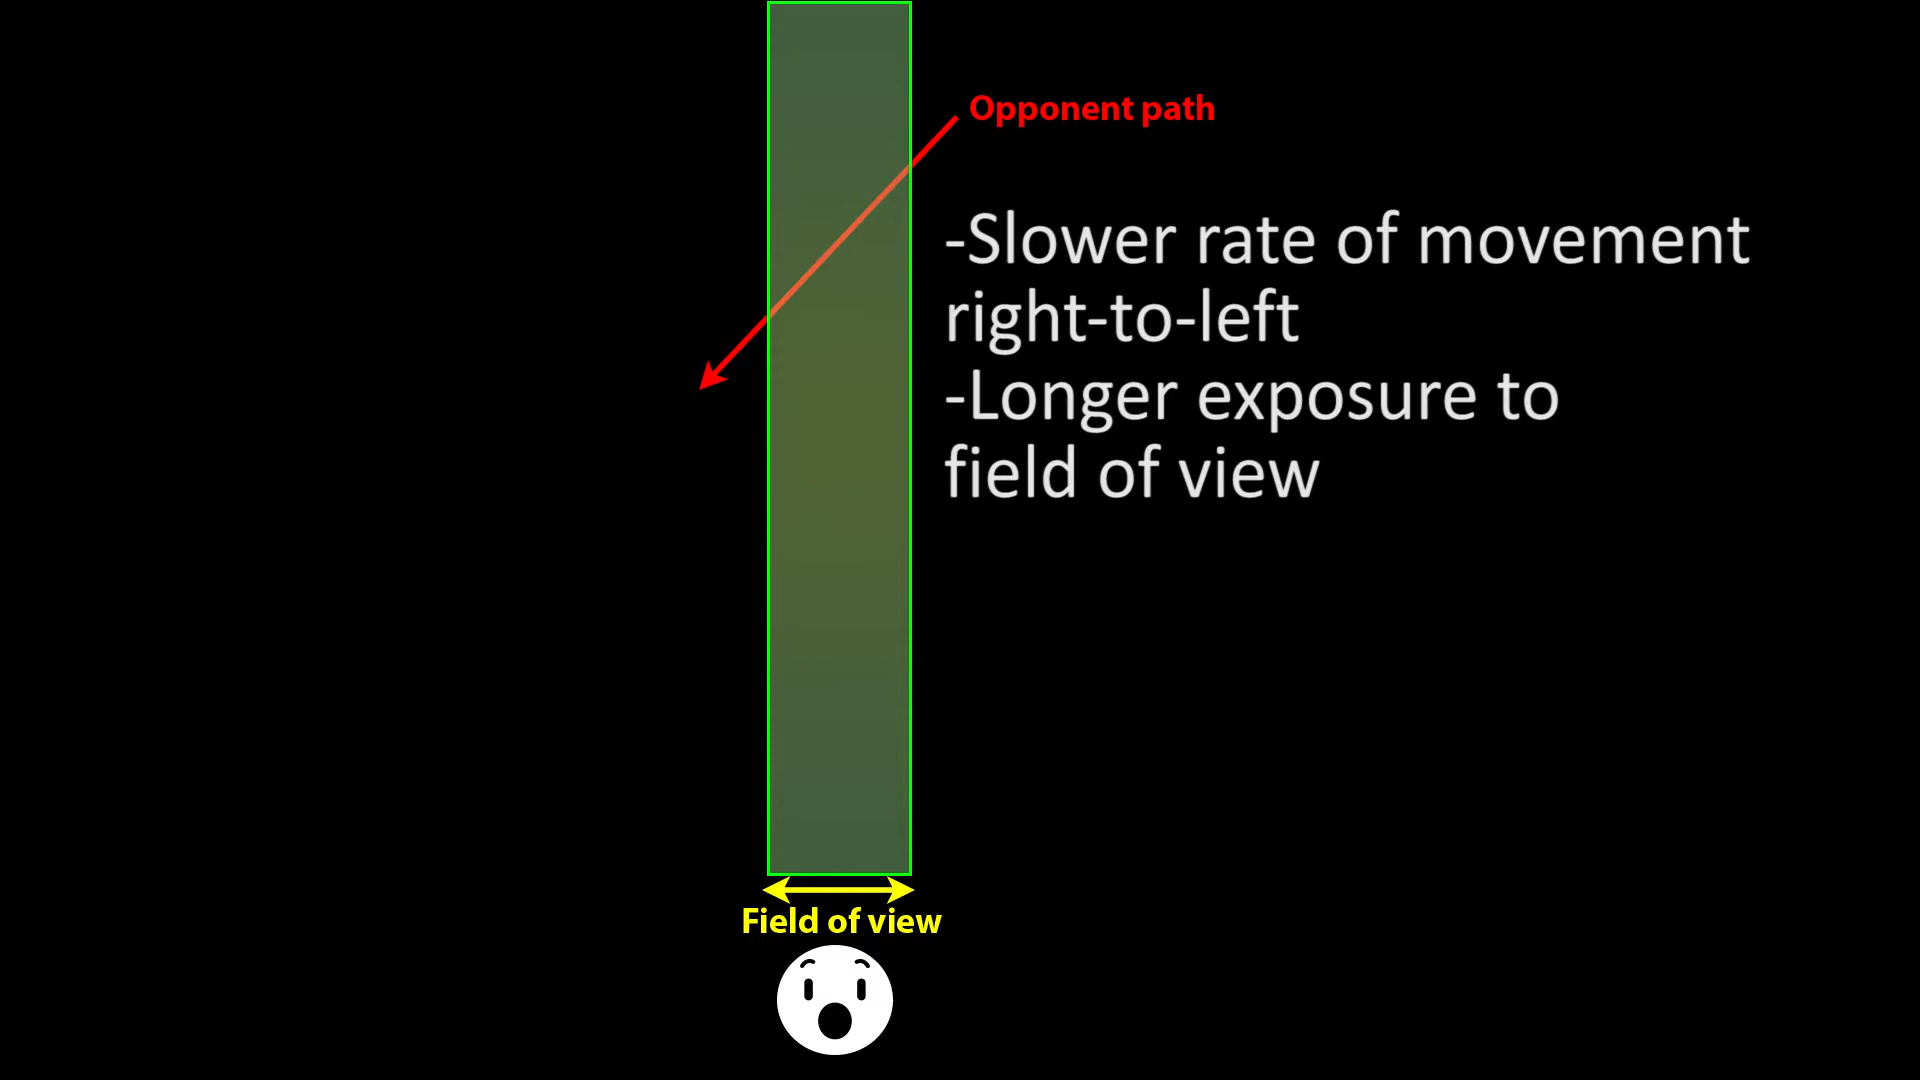 Opponent path
-Slower rate of movement
right-to-left
-Longer exposure to
field of view
Field of view